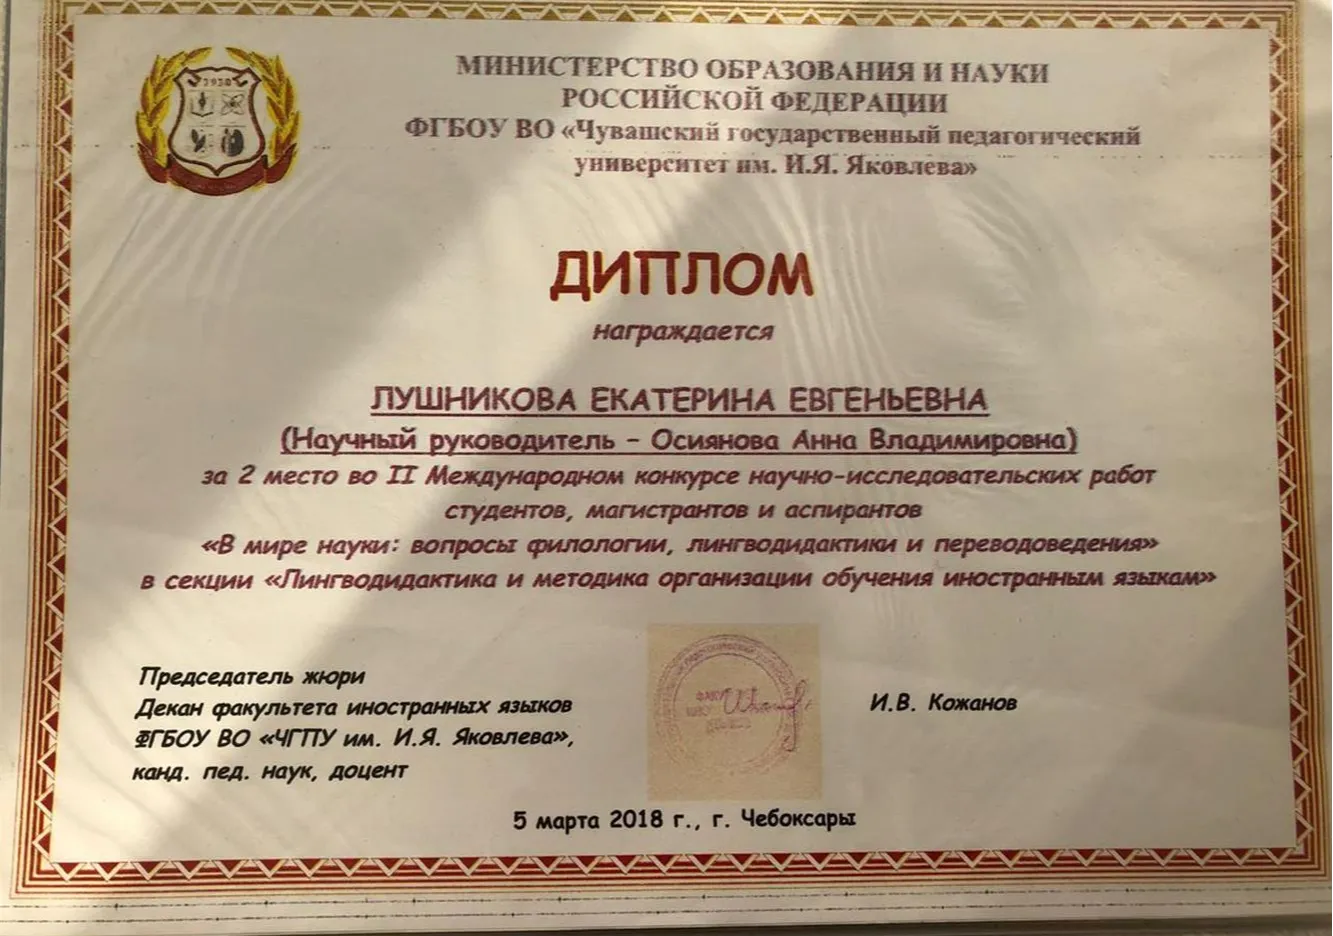 1930
МИНИСТЕРСТВО ОБРАЗОВАНИЯ И НАУКИ
РОССИЙСКОЙ ФЕДЕРАЦИИ
ФГБОУ ВО «Чувашский государственный педагогический
университет им. И.Я. Яковлева»
ДИПЛОМ
награждается
ЛУШНИКОВА ЕКАТЕРИНА ЕВГЕНЬЕВНА
(Научный руководитель – Осиянова Анна Владимировна)
за 2 место во II Международном конкурсе научно-исследовательских работ
студентов, магистрантов и аспирантов
«В мире науки: вопросы филологии, лингводидактики и переводоведения»
в секции «Лингводидактика и методика организации обучения иностранным языкам»
Председатель жюри
Декан факультета иностранных языков
ФГБОУ ВО «ЧГПУ им. И.Я. Яковлева»,
канд. пед. наук, доцент
И.В. Кожанов
5 марта 2018 г., г. Чебоксары